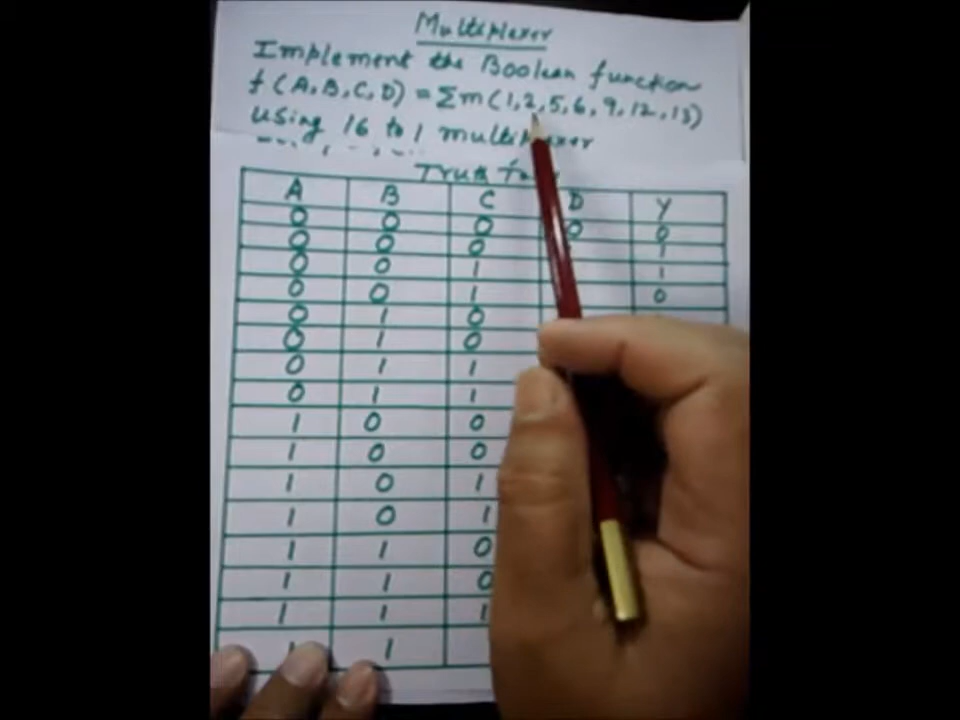 Multiplexer
Implement the Boolean function
f (A, B, C, D) = Σm (1, 2, 5, 6, 9, 12, 13)
Using 16 to 1 multiplexer
Truth
A B C D Y
0 0 0 0 0
0 0 0 1
0 0 1 1
0 0 1 0
0 1 0
0 1 0
0 1 1
0 1 1
1 0 0
1 0 0
1 0 1
1 0 1
1 1 0
1 1 0
1 1 1
1 1